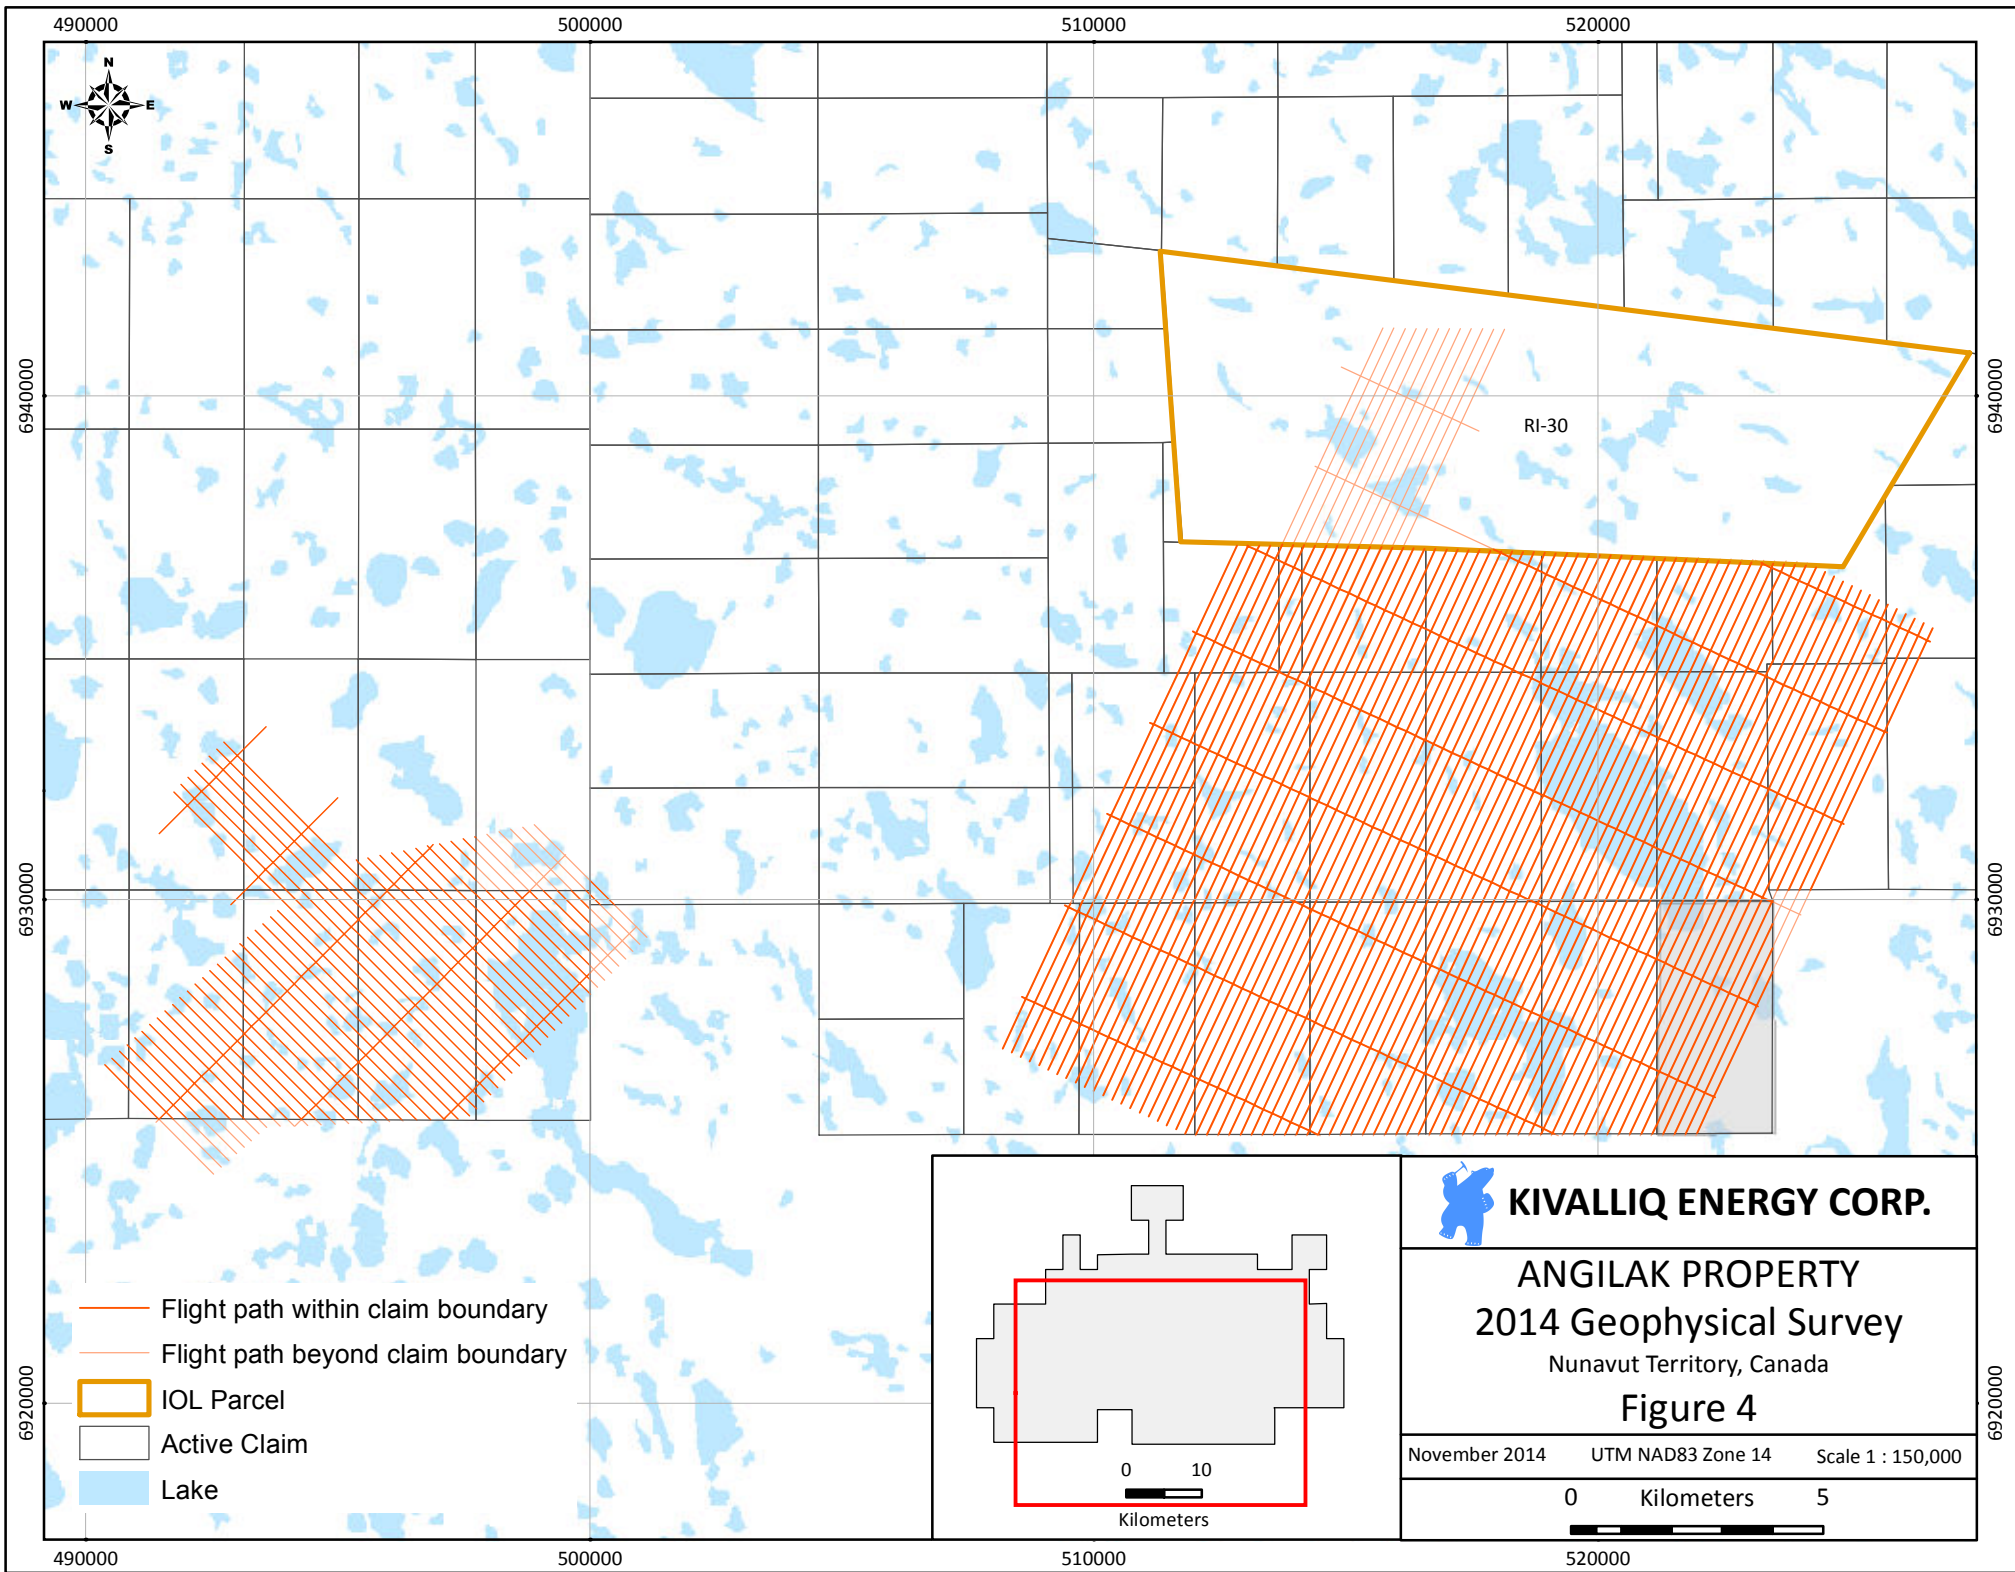 490000 500000 510000 520000
N
W E
S
6940000 6940000
RI-30
6930000 6930000
6920000 6920000
Flight path within claim boundary
Flight path beyond claim boundary
IOL Parcel
Active Claim
Lake
0 10
Kilometers
KIVALLIQ ENERGY CORP.
ANGILAK PROPERTY
2014 Geophysical Survey
Nunavut Territory, Canada
Figure 4
November 2014 UTM NAD83 Zone 14 Scale 1 : 150,000
0 Kilometers 5
490000 500000 510000 520000